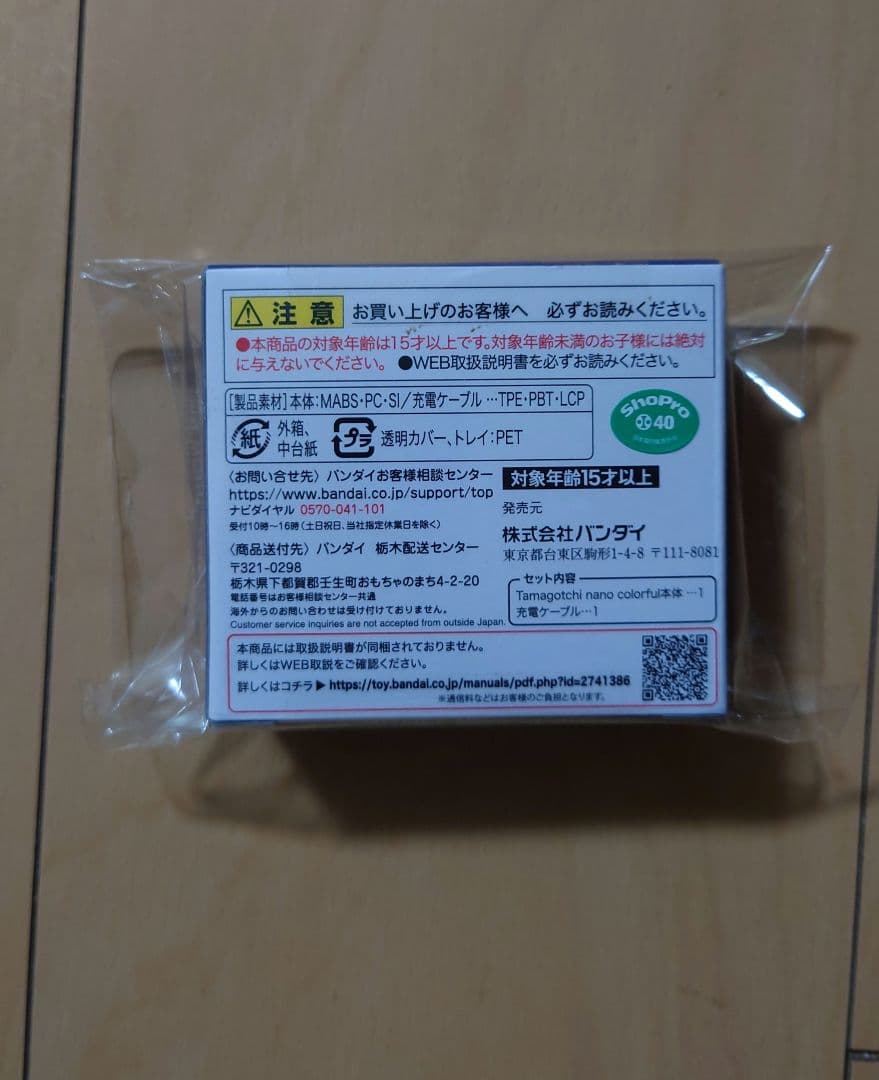 注意 お買い上げのお客様へ 必ずお読みください。
●本商品の対象年齢は15才以上です。対象年齢未満のお子様には絶対
に与えないでください。 ●WEB取扱説明書を必ずお読みください。
[製品素材]本体:MABS・PC・SI/充電ケーブル…TPE・PBT・LCP
紙 外箱、
中台紙
プラ 透明カバー、トレイ:PET
ShoPro
40
〈お問い合せ先〉バンダイお客様相談センター
https://www.bandai.co.jp/support/top
ナビダイヤル 0570-041-101
受付10時〜16時(土日祝日、当社指定休業日を除く)
〈商品送付先〉バンダイ 栃木配送センター
〒321-0298
栃木県下都賀郡壬生町おもちゃのまち4-2-20
電話番号はお客様相談センター共通
海外からのお問い合わせは受け付けておりません。
Customer service inquiries are not accepted from outside Japan.
対象年齢15才以上
発売元
株式会社バンダイ
東京都台東区駒形1-4-8 〒111-8081
セット内容
Tamagotchi nano colorful本体…1
充電ケーブル…1
本商品には取扱説明書が同梱されておりません。
詳しくはWEB取説をご確認ください。
詳しくはコチラ▶https://toy.bandai.co.jp/manuals/pdf.php?id=2741386
※通信料などはお客様のご負担となります。